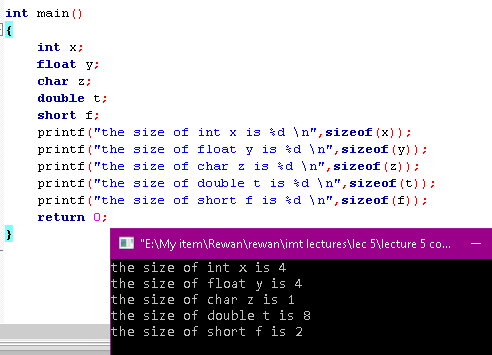 int main()
{
int x;
float y;
char z;
double t;
short f;
printf("the size of int x is %d \n",sizeof(x));
printf("the size of float y is %d \n",sizeof(y));
printf("the size of char z is %d \n",sizeof(z));
printf("the size of double t is %d \n",sizeof(t));
printf("the size of short f is %d \n",sizeof(f));
return 0;
}
"E:\My item\Rewan\rewan\imt lectures\lec 5\lecture 5 co...
the size of int x is 4
the size of float y is 4
the size of char z is 1
the size of double t is 8
the size of short f is 2